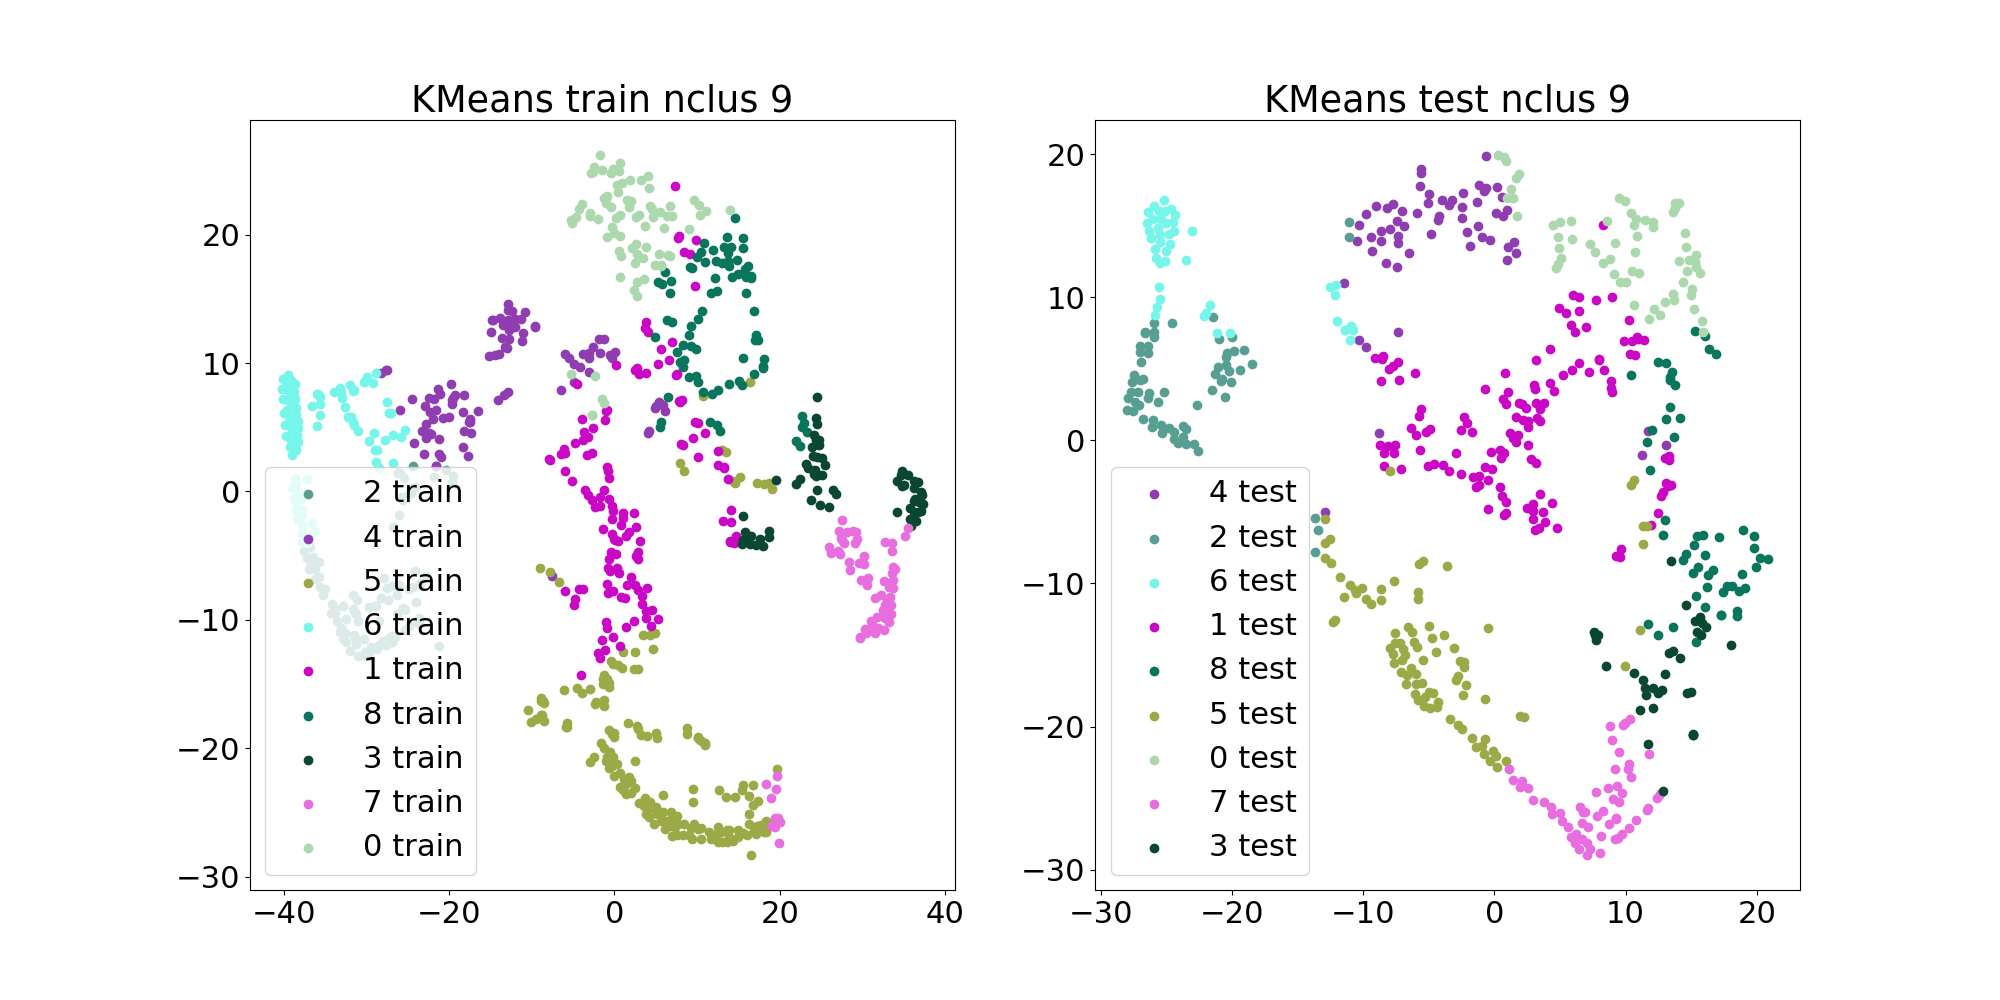 KMeans train nclus 9
20
10
0
−10
−20
−30
−40
−20
0
20
40
2 train
4 train
5 train
6 train
1 train
8 train
3 train
7 train
0 train
KMeans test nclus 9
20
10
0
−10
−20
−30
−30
−20
−10
0
10
20
4 test
2 test
6 test
1 test
8 test
5 test
0 test
7 test
3 test